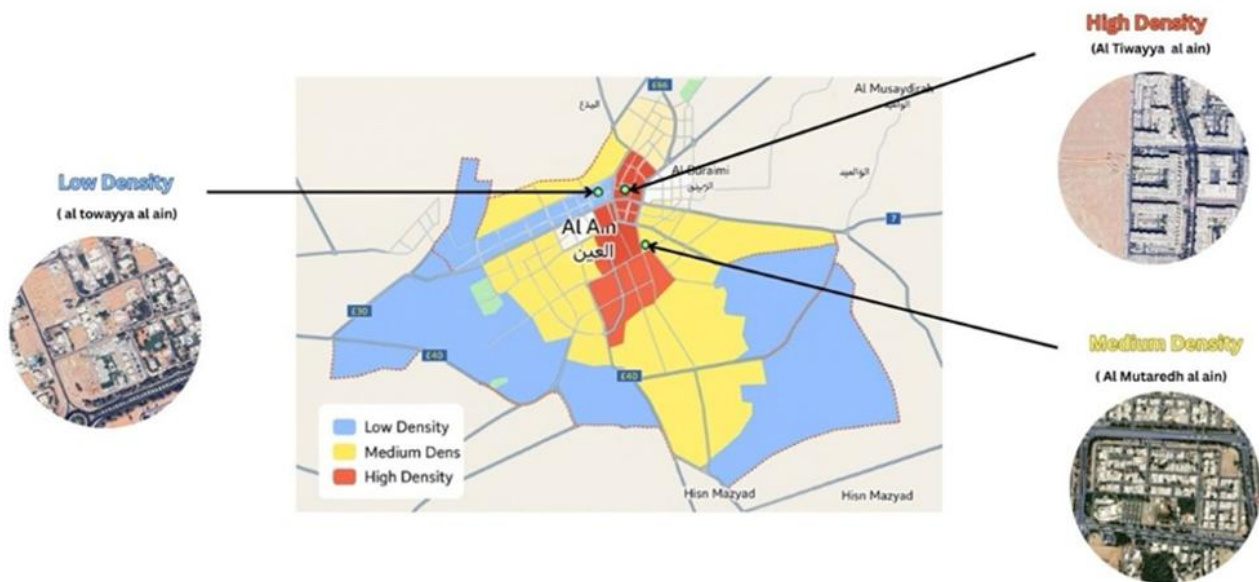 High Density
(Al Tiwayya al ain)
Low Density
( al towayya al ain)
Medium Density
( Al Mutaredh al ain)
E66
Al Musaydirah
Al Buraimi
7
Al Ain
العين
E30
E40
E40
Low Density
Medium Dens
High Density
Hisn Mazyad
Hisn Mazyad